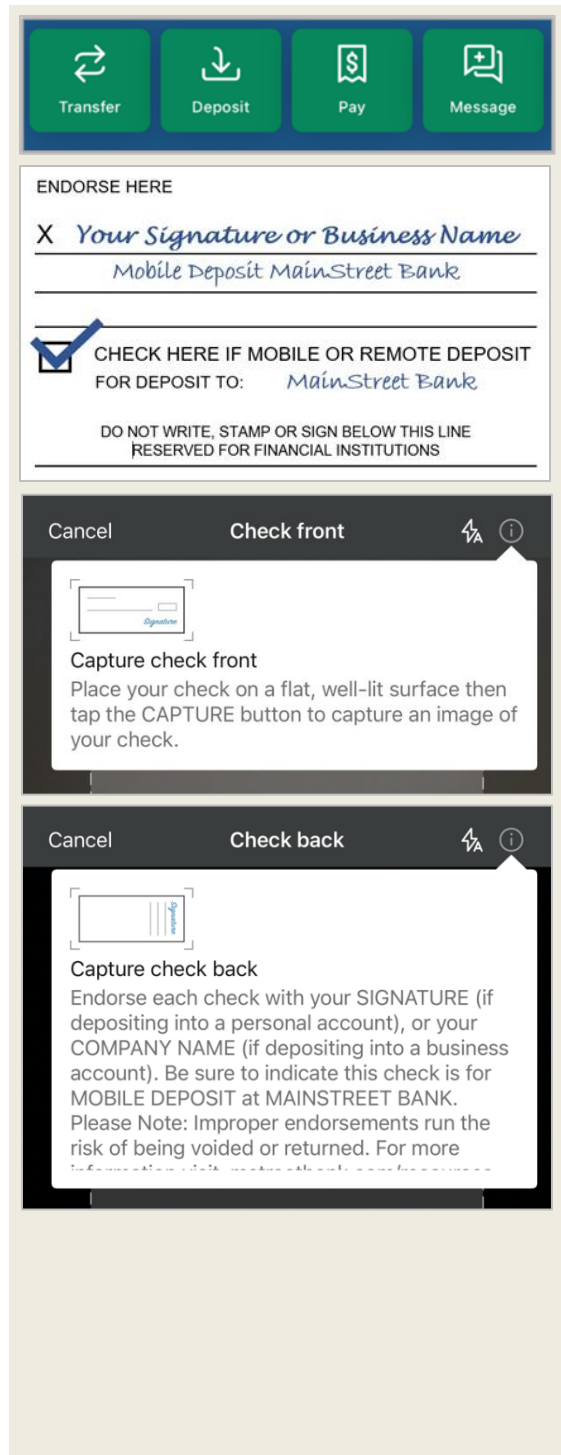 Transfer Deposit Pay Message
ENDORSE HERE
X Your Signature or Business Name
Mobile Deposit MainStreet Bank
CHECK HERE IF MOBILE OR REMOTE DEPOSIT
FOR DEPOSIT TO: MainStreet Bank
DO NOT WRITE, STAMP OR SIGN BELOW THIS LINE
RESERVED FOR FINANCIAL INSTITUTIONS
Cancel Check front
Signature
Capture check front
Place your check on a flat, well-lit surface then
tap the CAPTURE button to capture an image of
your check.
Cancel Check back
Signature
Capture check back
Endorse each check with your SIGNATURE (if
depositing into a personal account), or your
COMPANY NAME (if depositing into a business
account). Be sure to indicate this check is for
MOBILE DEPOSIT at MAINSTREET BANK.
Please Note: Improper endorsements run the
risk of being voided or returned. For more